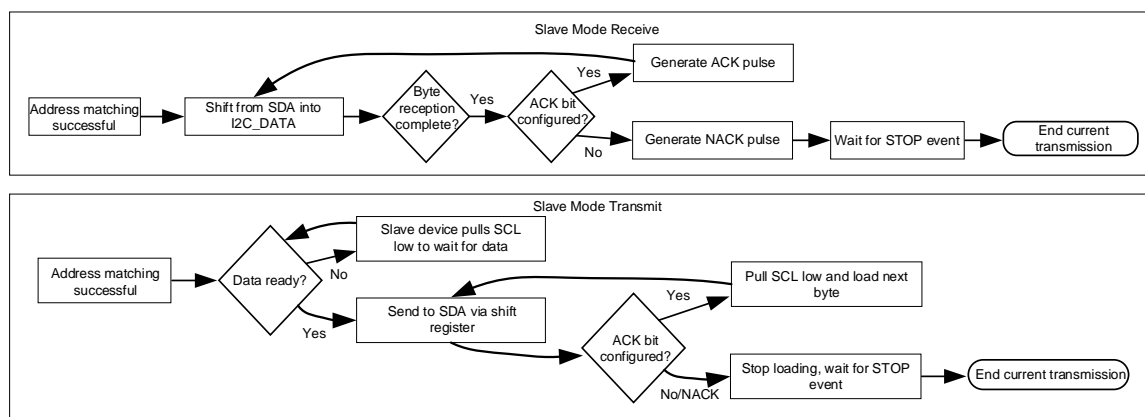 Slave Mode Receive
Generate ACK pulse
Yes
Address matching
successful
Shift from SDA into
I2C_DATA
Byte
reception
complete?
Yes
ACK bit
configured?
No
Generate NACK pulse
Wait for STOP event
End current
transmission
Slave Mode Transmit
Slave device pulls SCL
low to wait for data
Address matching
successful
Data ready?
No
Yes
Send to SDA via shift
register
Pull SCL low and load next
byte
Yes
ACK bit
configured?
No/NACK
Stop loading, wait for STOP
event
End current transmission